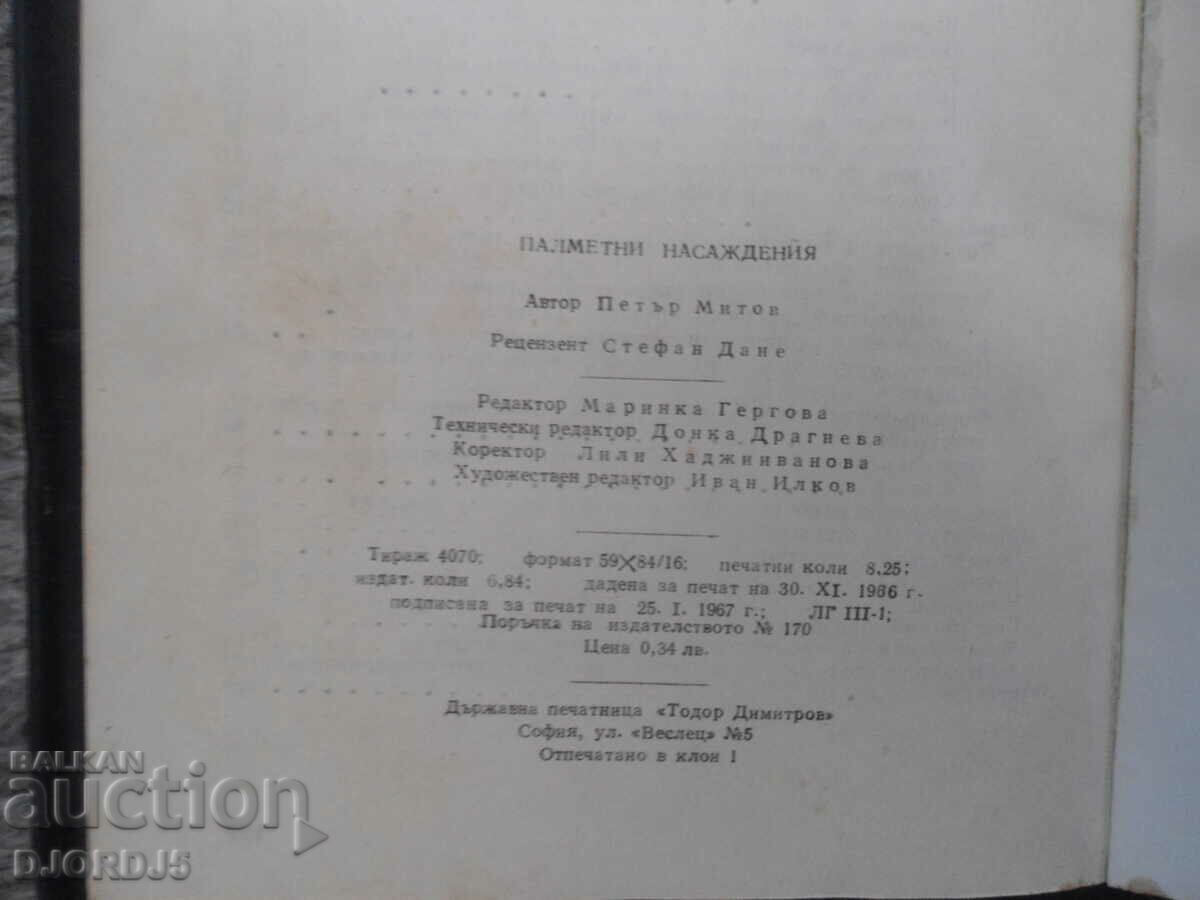 ПАЛМЕТНИ НАСАЖДЕНИЯ
Автор Петър Митов
Рецензент Стефан Дане
Редактор Маринка Гергова
Технически редактор Донка Драгнева
Коректор Лили Хаджииванова
Художествен редактор Иван Илков
Тираж 4070; формат 59×84/16; печатни коли 8,25;
издат. коли 6,84; дадена за печат на 30. XI. 1986 г.
подписана за печат на 25. I. 1967 г.; ЛГ III-1;
Поръчка на издателството № 170
Цена 0,34 лв.
Държавна печатница «Тодор Димитров»
София, ул. «Веслец» №5
Отпечатано в клон 1
BALKAN
auction
DJORDJ5